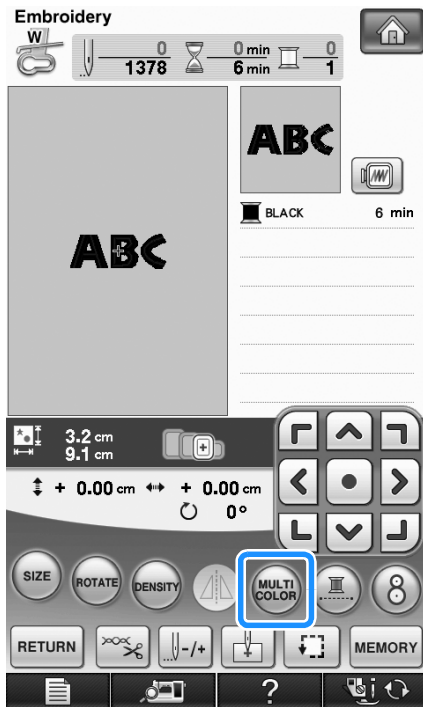 Embroidery
W
0 0 min 0
1378 6 min 1
ABC
BLACK 6 min
ABC
3.2 cm
9.1 cm
+ 0.00 cm + 0.00 cm
0°
SIZE ROTATE DENSITY MULTI COLOR 8
RETURN -/+ MEMORY
?